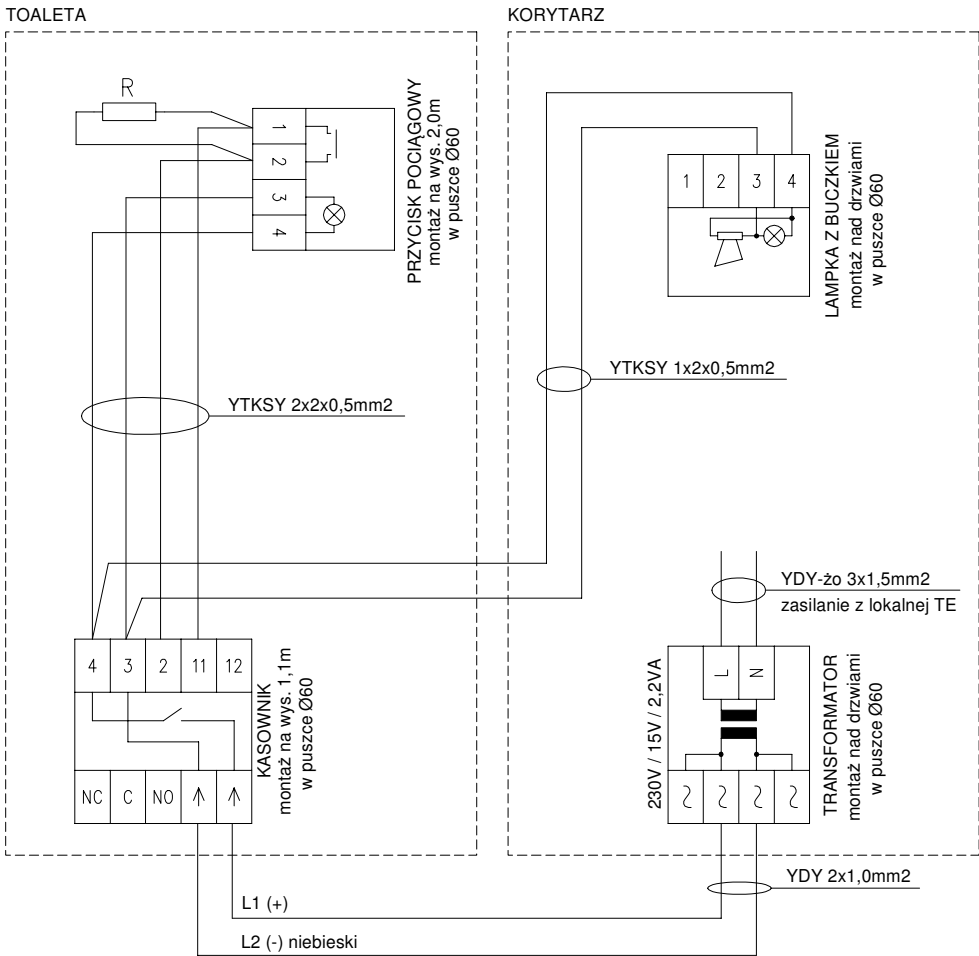 TOALETA
KORYTARZ
R
1
2
3
4
PRZYCISK POCIĄGOWY
montaż na wys. 2,0m
w puszce Ø60
1 2 3 4
LAMPKA Z BUCZKIEM
montaż nad drzwiami
w puszce Ø60
YTKSY 1x2x0,5mm2
YTKSY 2x2x0,5mm2
YDY-żo 3x1,5mm2
zasilanie z lokalnej TE
4 3 2 11 12
KASOWNIK
montaż na wys. 1,1m
w puszce Ø60
NC C NO ↑ ↑
230V / 15V / 2,2VA
L N
~ ~ ~ ~
TRANSFORMATOR
montaż nad drzwiami
w puszce Ø60
YDY 2x1,0mm2
L1 (+)
L2 (-) niebieski